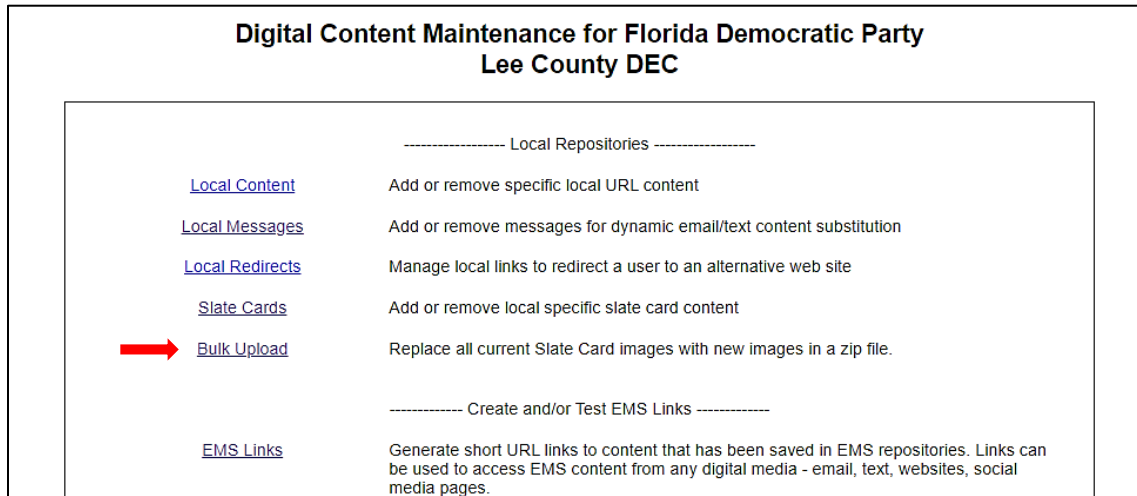 Digital Content Maintenance for Florida Democratic Party
Lee County DEC
------------------ Local Repositories ------------------
Local Content Add or remove specific local URL content
Local Messages Add or remove messages for dynamic email/text content substitution
Local Redirects Manage local links to redirect a user to an alternative web site
Slate Cards Add or remove local specific slate card content
Bulk Upload Replace all current Slate Card images with new images in a zip file.
------------- Create and/or Test EMS Links -------------
EMS Links Generate short URL links to content that has been saved in EMS repositories. Links can
be used to access EMS content from any digital media - email, text, websites, social
media pages.